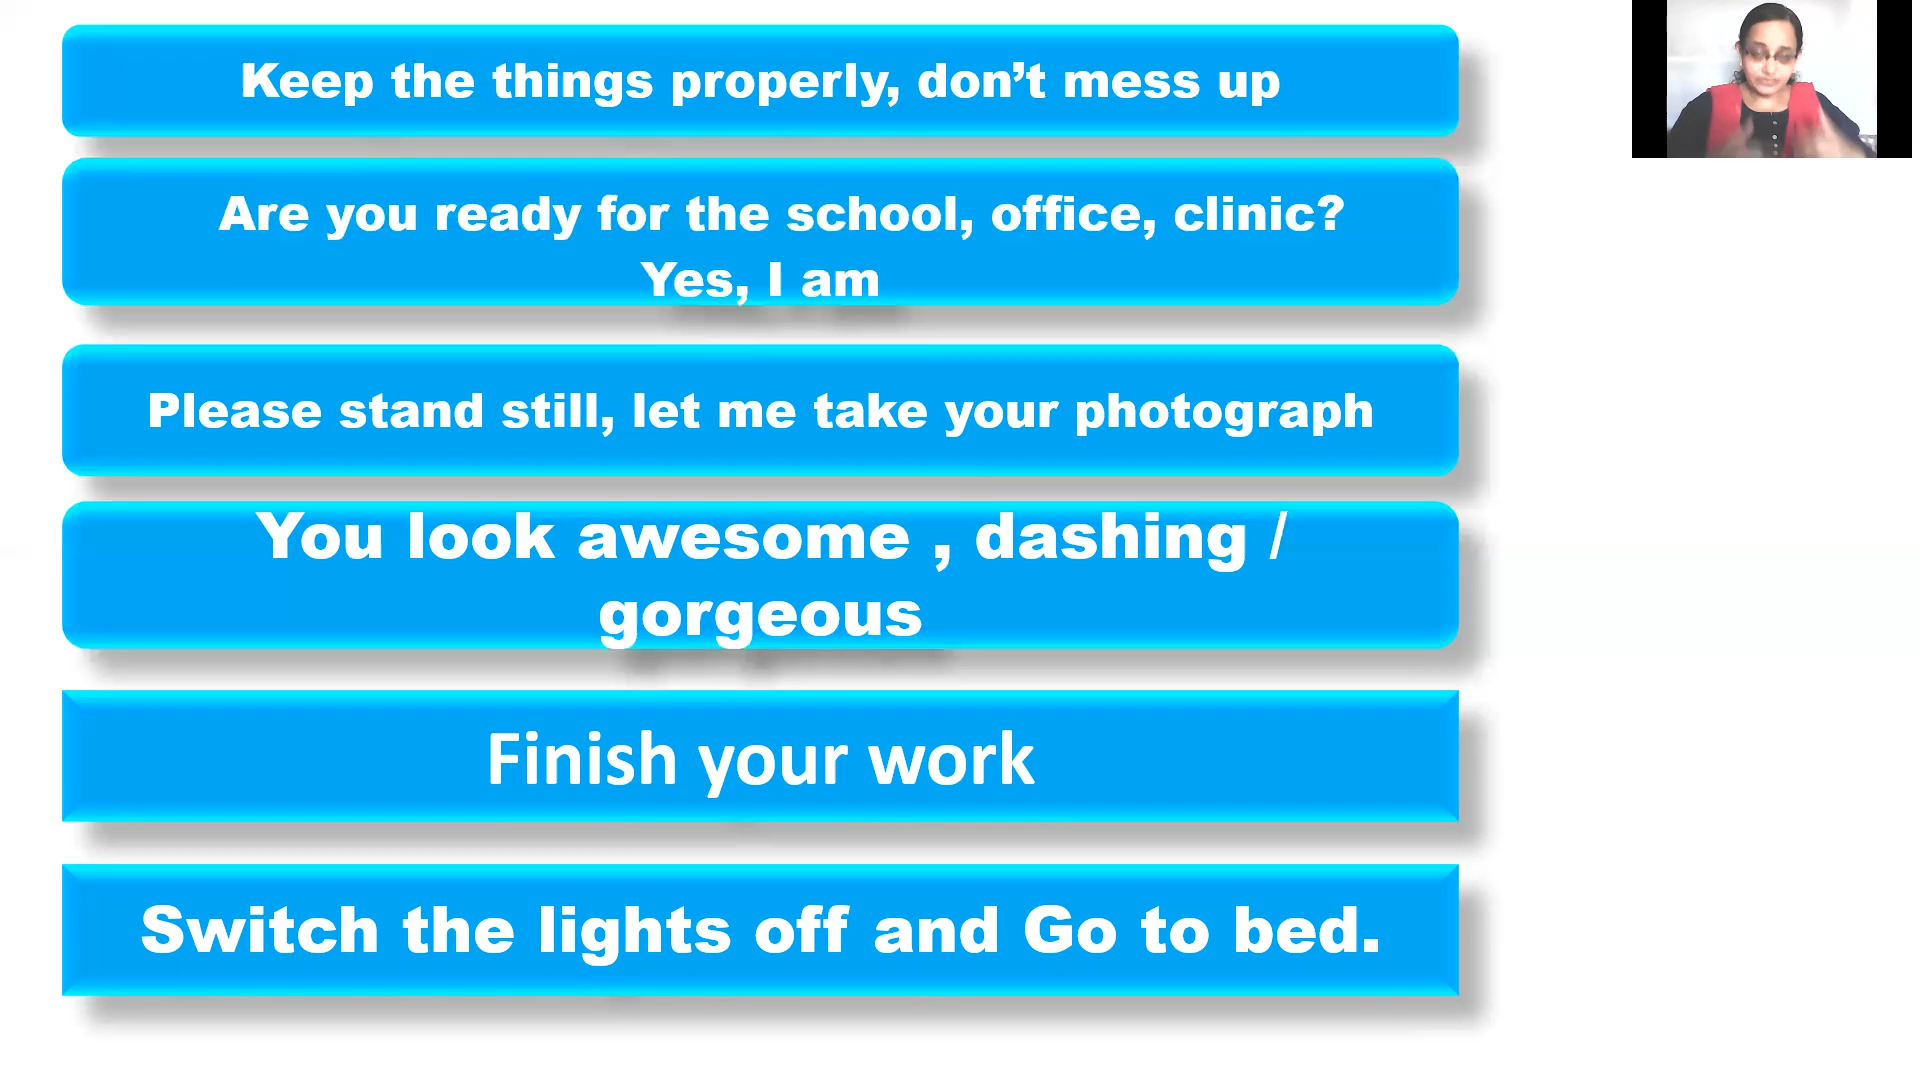 Keep the things properly, don’t mess up
Are you ready for the school, office, clinic?
Yes, I am
Please stand still, let me take your photograph
You look awesome , dashing /
gorgeous
Finish your work
Switch the lights off and Go to bed.